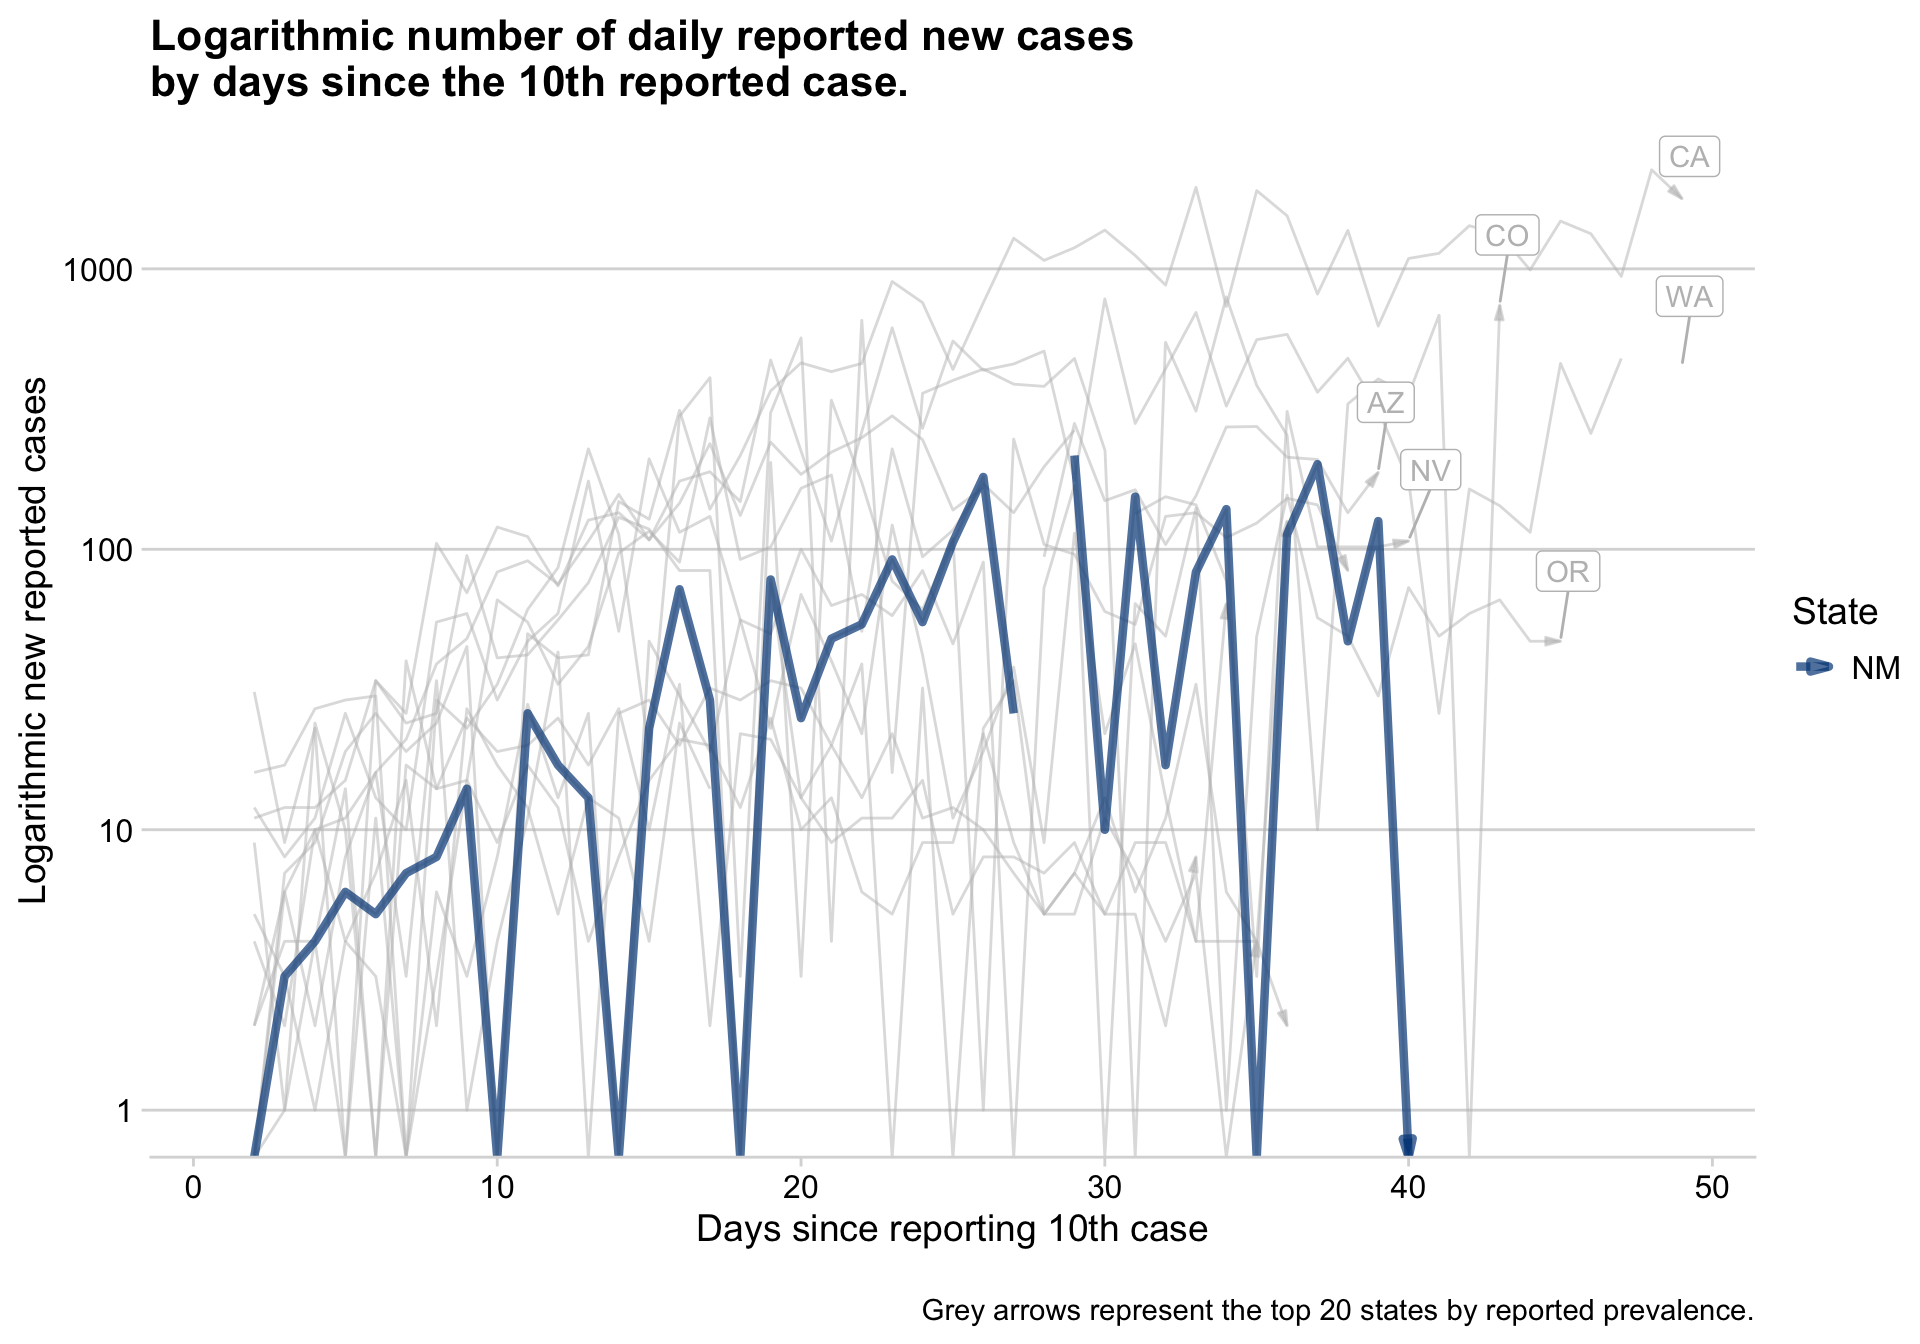 Logarithmic number of daily reported new cases
by days since the 10th reported case.
Logarithmic new reported cases
1000
100
10
1
CA
CO
WA
AZ
NV
OR
State
NM
0 10 20 30 40 50
Days since reporting 10th case
Grey arrows represent the top 20 states by reported prevalence.